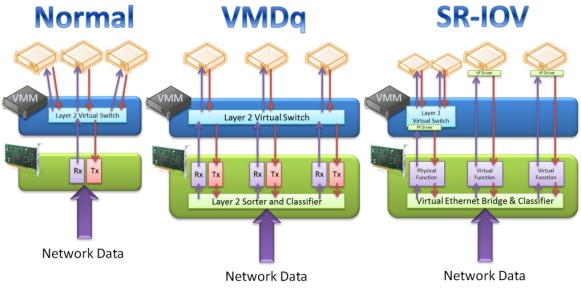 Normal
VMM
Layer 2 Virtual Switch
Rx
Tx
Network Data
VMDq
VMM
Layer 2 Virtual Switch
Rx
Tx
Rx
Tx
Rx
Tx
Layer 2 Sorter and Classifier
Network Data
SR-IOV
VF Driver
VF Driver
VMM
Layer 2
Virtual Switch
PF Driver
Physical
Function
Virtual
Function
Virtual
Function
Virtual Ethernet Bridge & Classifier
Network Data